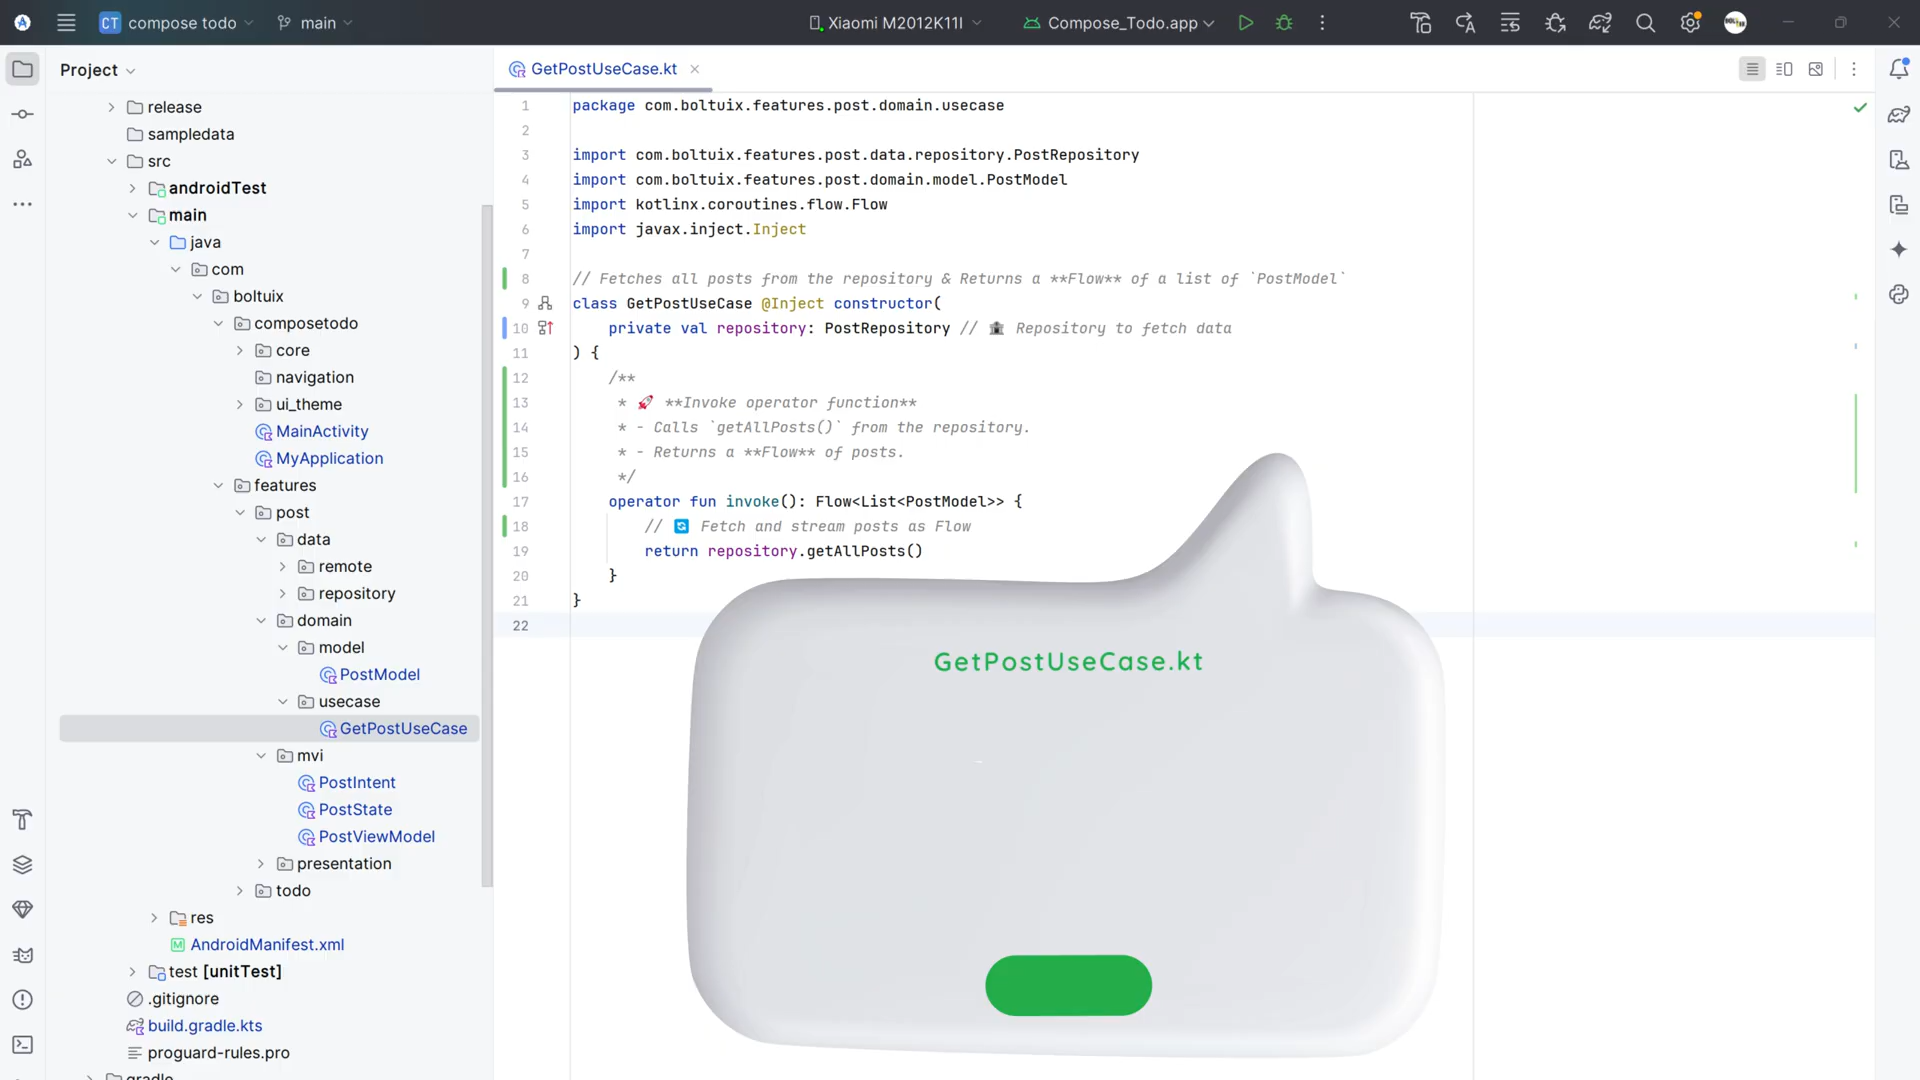 CT compose todo
main
Xiaomi M2012K11I
Compose_Todo.app
Project
release
sampledata
src
androidTest
main
java
com
boltuix
composetodo
core
navigation
ui_theme
MainActivity
MyApplication
features
post
data
remote
repository
domain
model
PostModel
usecase
GetPostUseCase
mvi
PostIntent
PostState
PostViewModel
presentation
todo
res
AndroidManifest.xml
test [unitTest]
.gitignore
build.gradle.kts
proguard-rules.pro
gradle
GetPostUseCase.kt
1 package com.boltuix.features.post.domain.usecase
2
3 import com.boltuix.features.post.data.repository.PostRepository
4 import com.boltuix.features.post.domain.model.PostModel
5 import kotlinx.coroutines.flow.Flow
6 import javax.inject.Inject
7
8 // Fetches all posts from the repository & Returns a **Flow** of a list of `PostModel`
9 class GetPostUseCase @Inject constructor(
10 private val repository: PostRepository // 🏦 Repository to fetch data
11 ) {
12 /**
13 * 🚀 **Invoke operator function**
14 * - Calls `getAllPosts()` from the repository.
15 * - Returns a **Flow** of posts.
16 */
17 operator fun invoke(): Flow<List<PostModel>> {
18 // 🔄 Fetch and stream posts as Flow
19 return repository.getAllPosts()
20 }
21 }
22
GetPostUseCase.kt